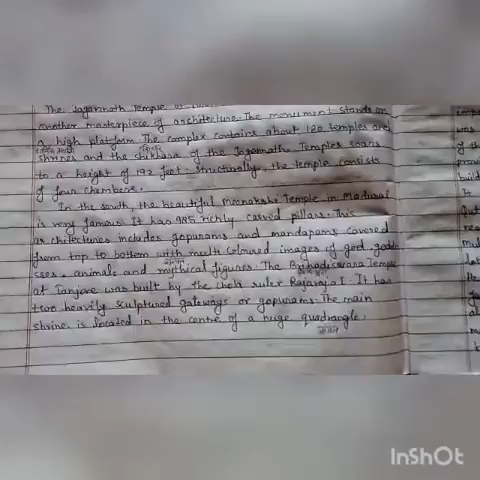 The Jagannath Temple at
another masterpiece of architecture. The monument stands on
a high platform. The complex contains about 120 temples and
shrines and the shikhara of the Jagannath Temples soars
to a height of 192 feet. Structurally, the temple consists
of four chembers.
In the south, the beautiful Meenakshi Temple in Madurai
is very famous. It has 985 richly carved pillars. This
architectures includes gopurams and mandapams covered
from top to bottom with multi coloured images of god, godde
sses, animals and mythical figures. The Brihadiswara temple
at Tanjore was built by the Chola ruler Rajaraja I. It has
two heavily sculptured gateways or gopurams. The main
shrine is located in the centre of a huge quadrangle.
InShOt